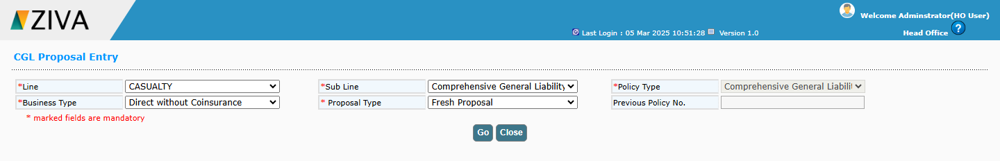 ZIVA
Welcome Adminstrator(HO User)
Last Login : 05 Mar 2025 10:51:28 Version 1.0
Head Office ?
CGL Proposal Entry
*Line CASUALTY *Sub Line Comprehensive General Liability *Policy Type Comprehensive General Liabilit
*Business Type Direct without Coinsurance * Proposal Type Fresh Proposal Previous Policy No.
* marked fields are mandatory
Go Close